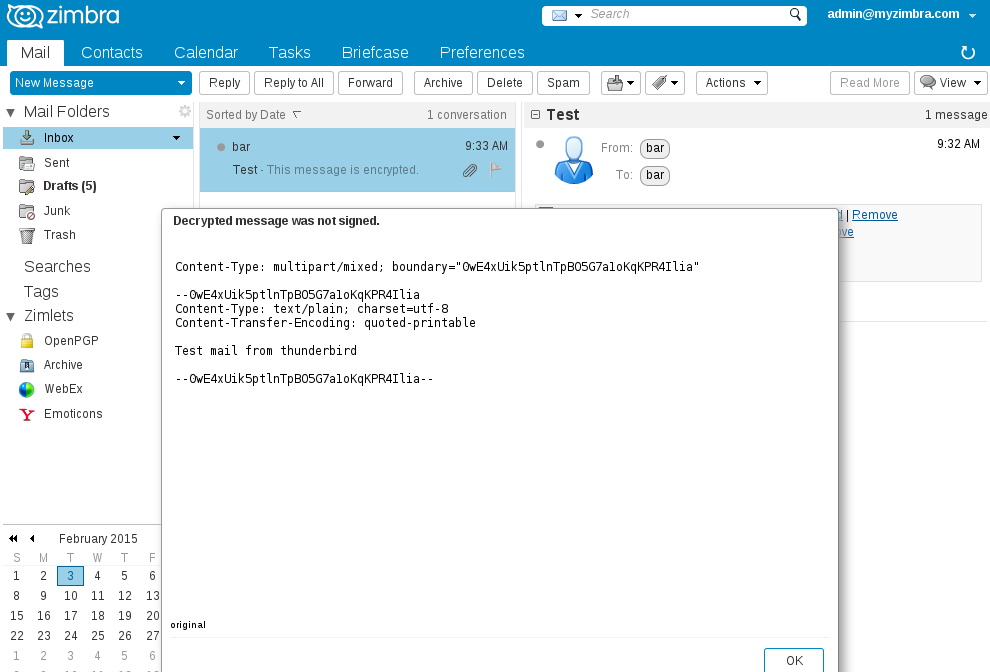 zimbra
Search
admin@myzimbra.com
Mail Contacts Calendar Tasks Briefcase Preferences
New Message Reply Reply to All Forward Archive Delete Spam Actions Read More View
Mail Folders
Inbox
Sent
Drafts (5)
Junk
Trash
Searches
Tags
Zimlets
OpenPGP
Archive
WebEx
Emoticons
Sorted by Date 1 conversation
bar 9:33 AM
Test - This message is encrypted.
Test 1 message
From: bar 9:32 AM
To: bar
| Remove
Decrypted message was not signed.
Content-Type: multipart/mixed; boundary="0wE4xUik5ptlnTpBO5G7a1oKqKPR4Ilia"
--0wE4xUik5ptlnTpBO5G7a1oKqKPR4Ilia
Content-Type: text/plain; charset=utf-8
Content-Transfer-Encoding: quoted-printable
Test mail from thunderbird
--0wE4xUik5ptlnTpBO5G7a1oKqKPR4Ilia--
original
OK
February 2015
S M T W T F
1 2 3 4 5 6
8 9 10 11 12 13
15 16 17 18 19 20
22 23 24 25 26 27
1 2 3 4 5 6